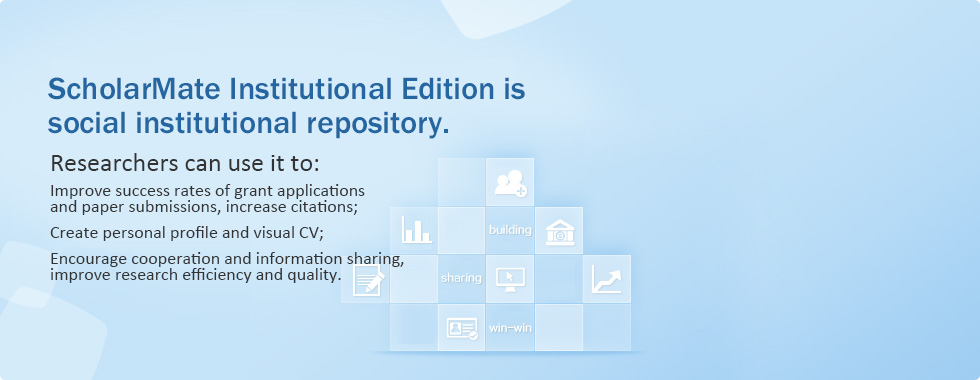 ScholarMate Institutional Edition is
social institutional repository.
Researchers can use it to:
Improve success rates of grant applications
and paper submissions, increase citations;
Create personal profile and visual CV;
Encourage cooperation and information sharing,
improve research efficiency and quality.
building
sharing
win-win